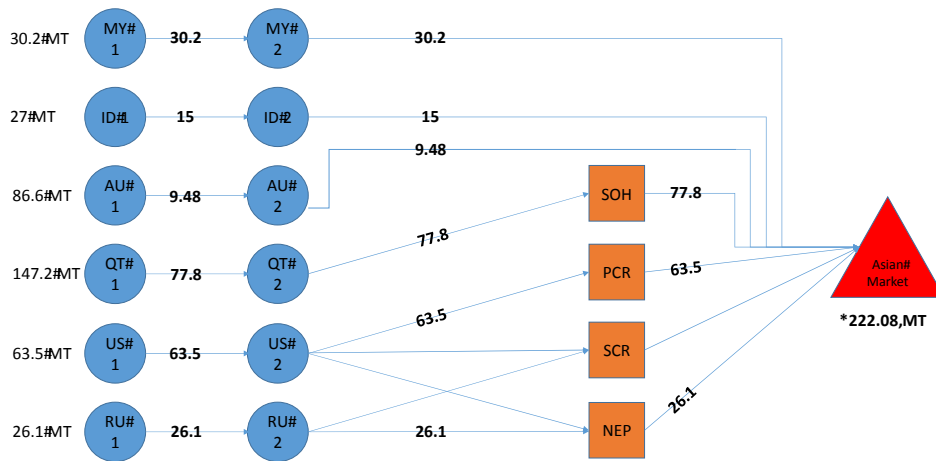 30.2#MT
MY#
1
30.2
MY#
2
30.2
27#MT
ID#1
15
ID#2
15
9.48
86.6#MT
AU#
1
9.48
AU#
2
SOH
77.8
77.8
147.2#MT
QT#
1
77.8
QT#
2
PCR
63.5
Asian#
Market
63.5
*222.08,MT
63.5#MT
US#
1
63.5
US#
2
SCR
26.1
26.1#MT
RU#
1
26.1
RU#
2
26.1
NEP